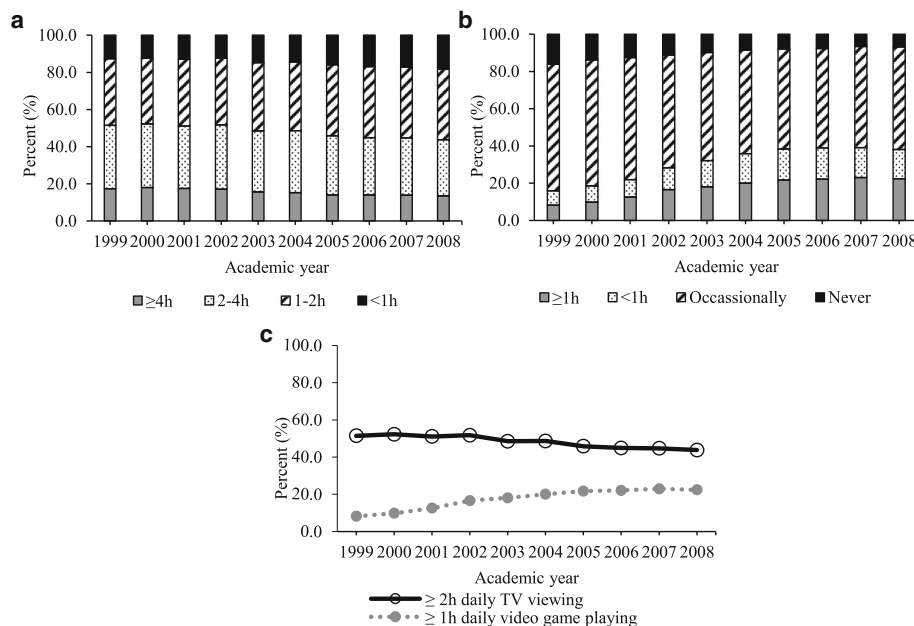 a
100.0
80.0
60.0
40.0
20.0
0.0
Percent (%)
1999 2000 2001 2002 2003 2004 2005 2006 2007 2008
Academic year
≥4h 2-4h 1-2h <1h
b
100.0
80.0
60.0
40.0
20.0
0.0
Percent (%)
1999 2000 2001 2002 2003 2004 2005 2006 2007 2008
Academic year
≥1h <1h Occassionally Never
c
100.0
80.0
60.0
40.0
20.0
0.0
Percent (%)
1999 2000 2001 2002 2003 2004 2005 2006 2007 2008
Academic year
≥ 2h daily TV viewing
≥ 1h daily video game playing